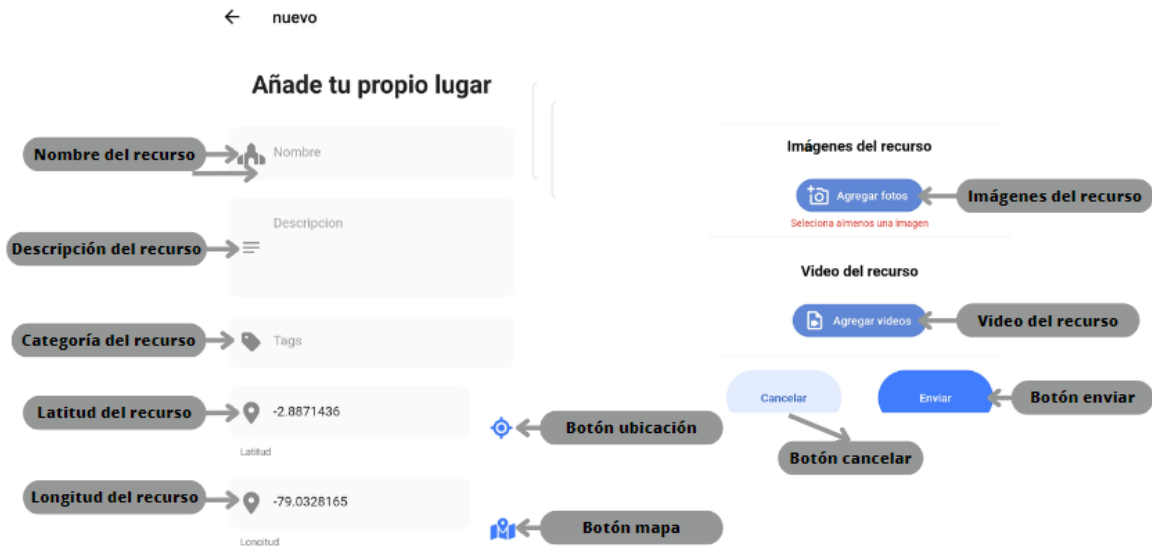 nuevo
Añade tu propio lugar
Nombre del recurso
Nombre
Descripcion
Descripción del recurso
Categoría del recurso
Tags
Latitud del recurso
-2.8871436
Botón ubicación
Latitud
Longitud del recurso
-79.0328165
Botón mapa
Longitud
Imágenes del recurso
Agregar fotos
Imágenes del recurso
Seleciona almenos una imagen
Video del recurso
Agregar videos
Video del recurso
Cancelar
Enviar
Botón enviar
Botón cancelar